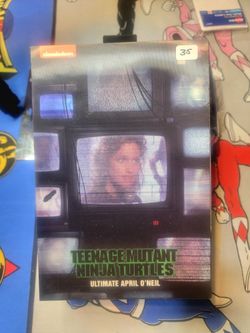 nickelodeon
35
TEENAGE MUTANT
NINJA TURTLES
ULTIMATE APRIL O'NEIL